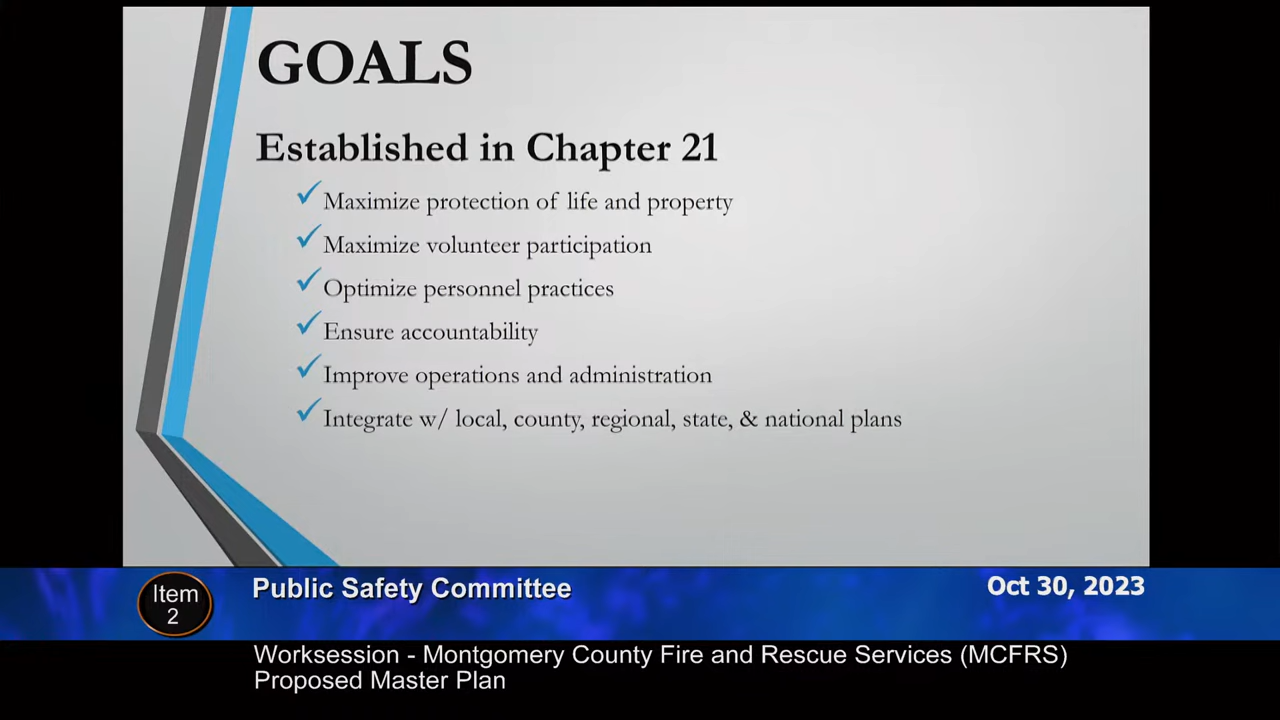 GOALS
Established in Chapter 21
Maximize protection of life and property
Maximize volunteer participation
Optimize personnel practices
Ensure accountability
Improve operations and administration
Integrate w/ local, county, regional, state, & national plans
Item
2
Public Safety Committee
Oct 30, 2023
Worksession - Montgomery County Fire and Rescue Services (MCFRS)
Proposed Master Plan